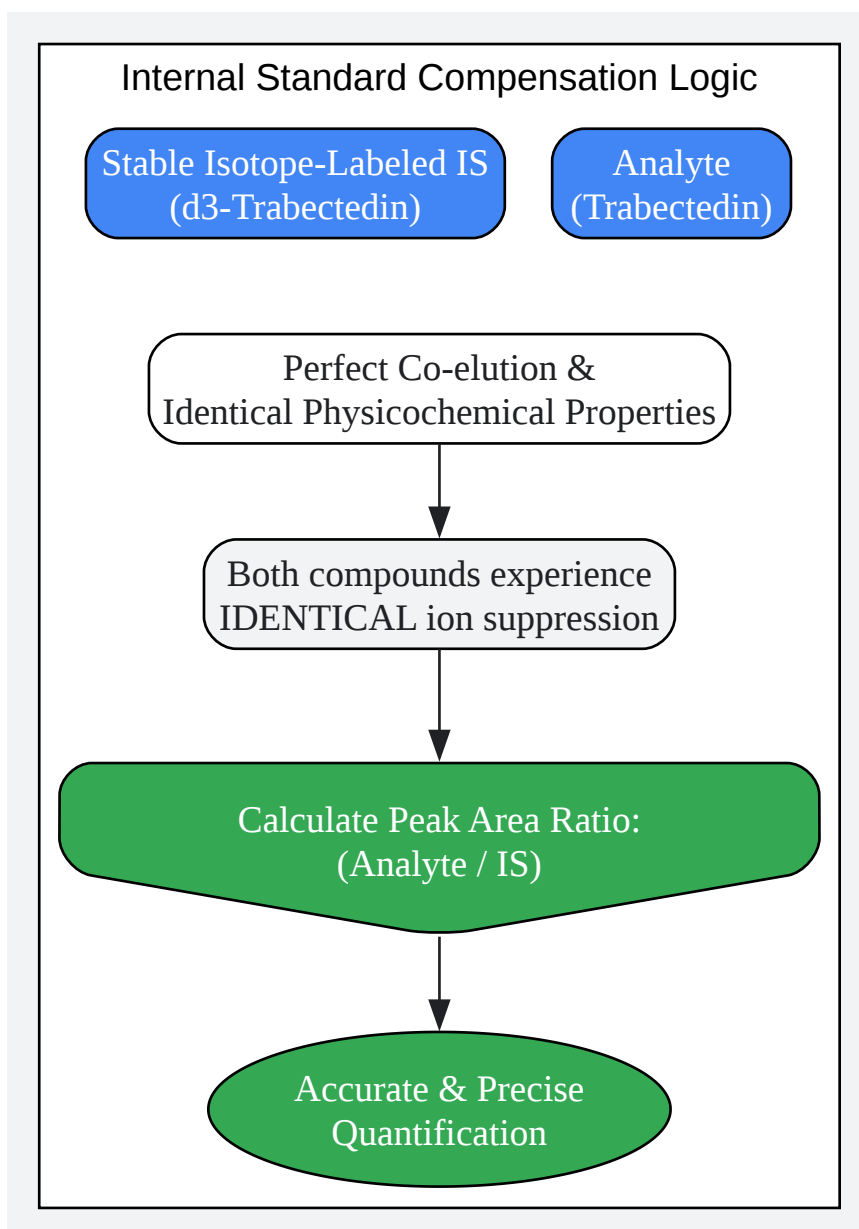 Internal Standard Compensation Logic
Stable Isotope-Labeled IS
(d3-Trabectedin)
Analyte
(Trabectedin)
Perfect Co-elution &
Identical Physicochemical Properties
Both compounds experience
IDENTICAL ion suppression
Calculate Peak Area Ratio:
(Analyte / IS)
Accurate & Precise
Quantification